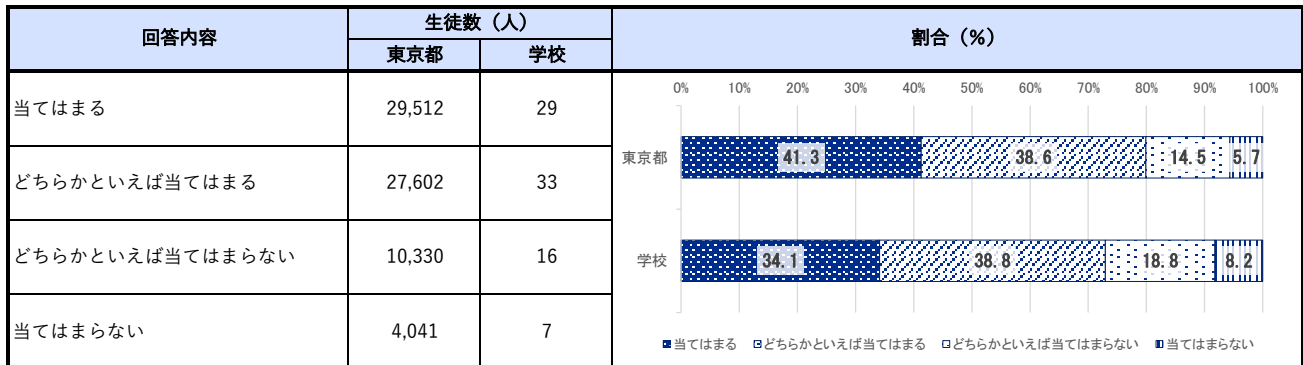 回答内容 生徒数（人） 割合（%）
東京都 学校
当てはまる 29,512 29
どちらかといえば当てはまる 27,602 33
どちらかといえば当てはまらない 10,330 16
当てはまらない 4,041 7
0% 10% 20% 30% 40% 50% 60% 70% 80% 90% 100%
東京都 41.3 38.6 14.5 5.7
学校 34.1 38.8 18.8 8.2
当てはまる どちらかといえば当てはまる どちらかといえば当てはまらない 当てはまらない